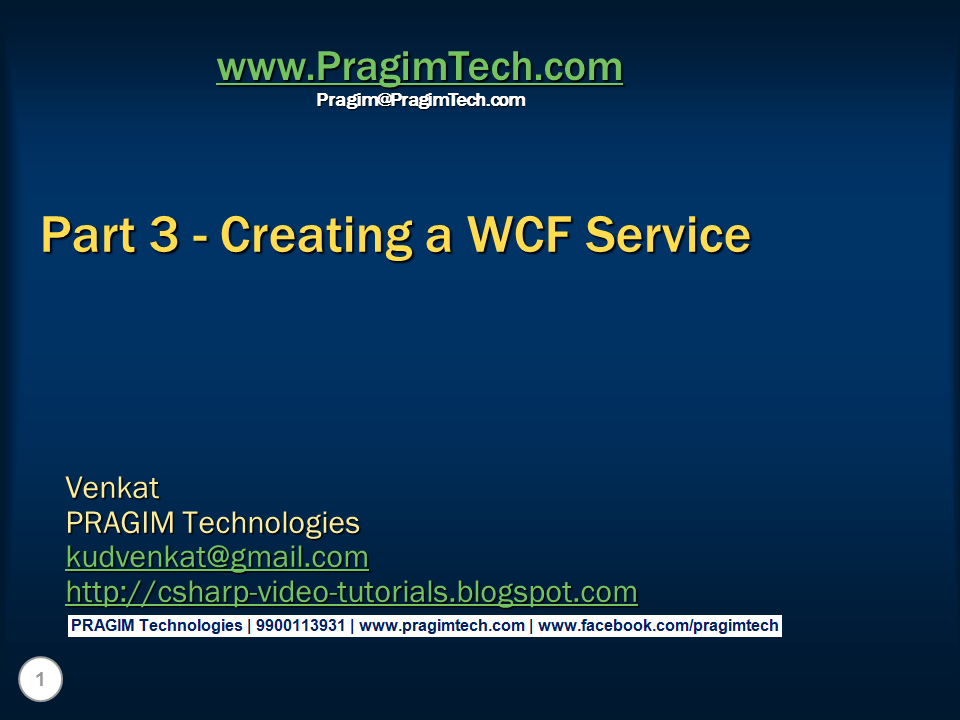 www.PragimTech.com
Pragim@PragimTech.com
Part 3 - Creating a WCF Service
Venkat
PRAGIM Technologies
kudvenkat@gmail.com
http://csharp-video-tutorials.blogspot.com
PRAGIM Technologies | 9900113931 | www.pragimtech.com | www.facebook.com/pragimtech
1